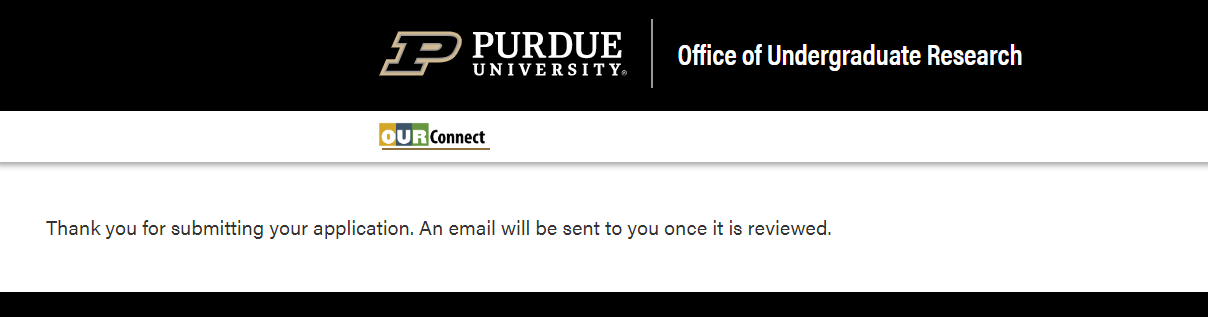 PURDUE
UNIVERSITY®
Office of Undergraduate Research
OURConnect
Thank you for submitting your application. An email will be sent to you once it is reviewed.